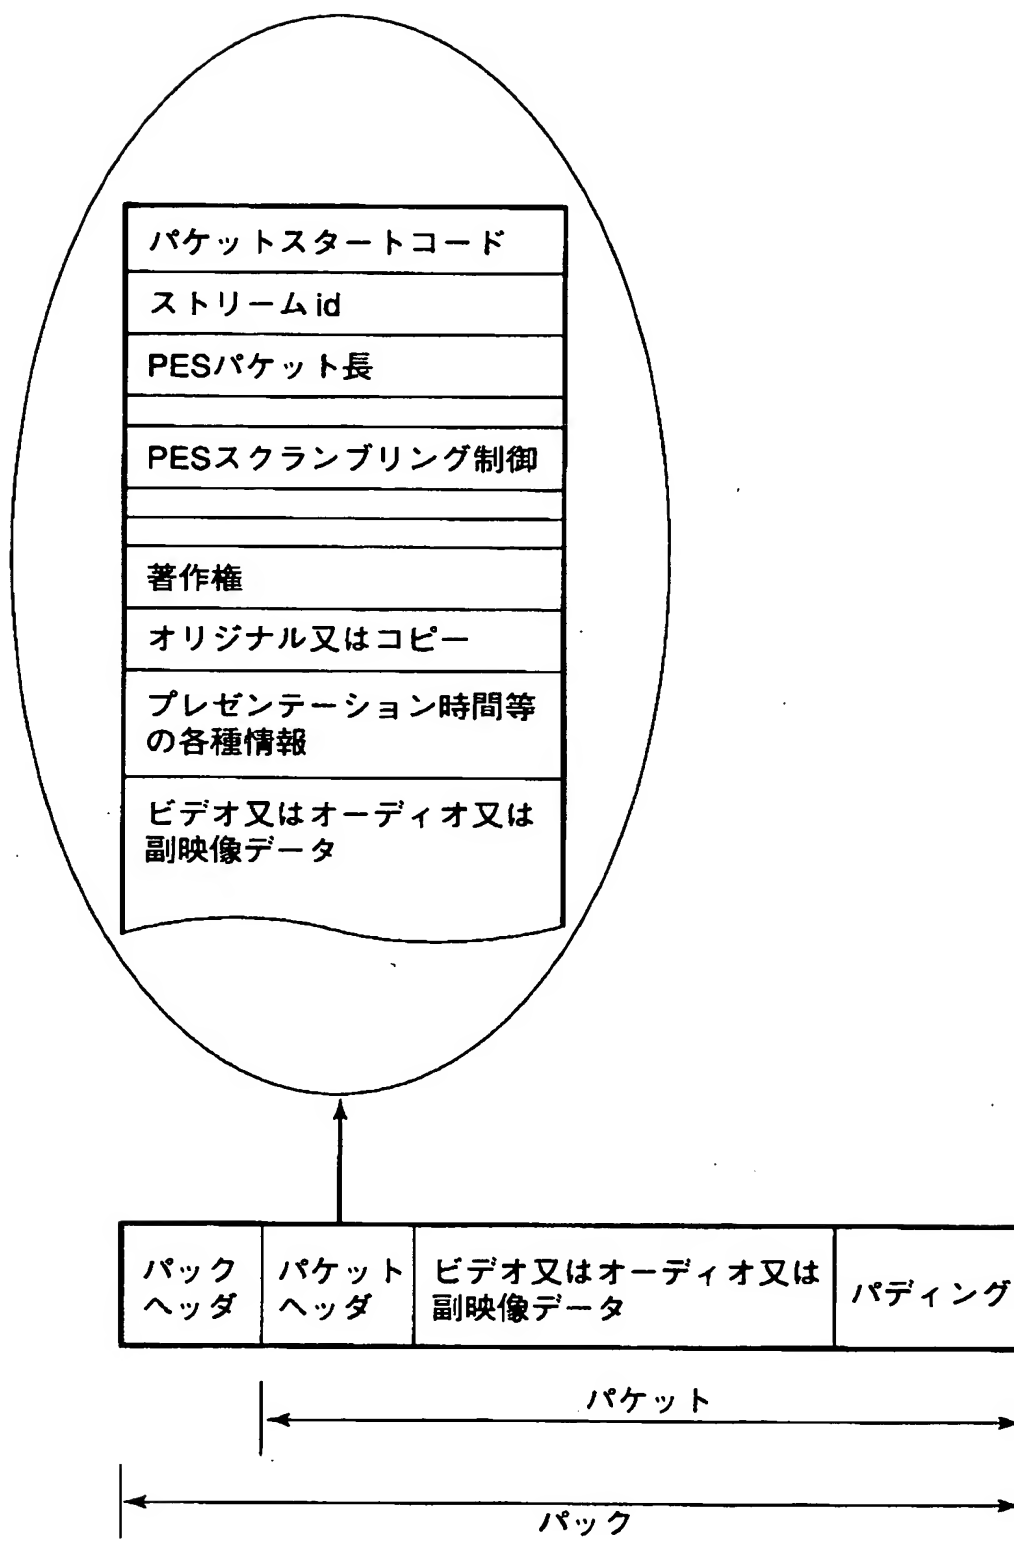 パケットスタートコード
ストリームid
PESパケット長
PESスクランブリング制御
著作権
オリジナル又はコピー
プレゼンテーション時間等
の各種情報
ビデオ又はオーディオ又は
副映像データ
パック
ヘッダ
パケット
ヘッダ
ビデオ又はオーディオ又は
副映像データ
パディング
パケット
パック